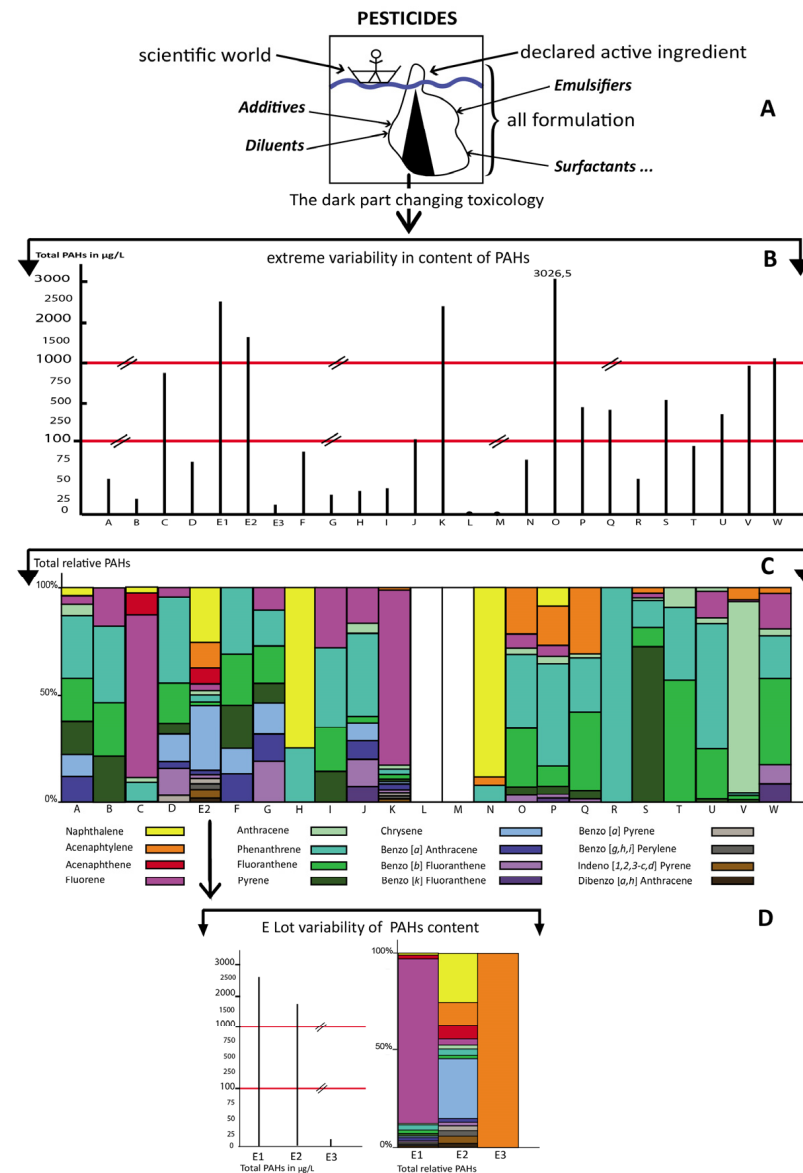 PESTICIDES
scientific world
declared active ingredient
Emulsifiers
Additives
all formulation
A
Diluents
Surfactants ...
The dark part changing toxicology
Total PAHs in µg/L
extreme variability in content of PAHs
B
3026,5
3000
2500
2000
1500
1000
750
500
250
100
75
50
25
0
A B C D E1 E2 E3 F G H I J K L M N O P Q R S T U V W
Total relative PAHs
C
100%
50%
0%
A B C D E2 F G H I J K L M N O P Q R S T U V W
Naphthalene Anthracene Chrysene Benzo [a] Pyrene
Acenaphtylene Phenanthrene Benzo [a] Anthracene Benzo [g,h,i] Perylene
Acenaphthene Fluoranthene Benzo [b] Fluoranthene Indeno [1,2,3-c,d] Pyrene
Fluorene Pyrene Benzo [k] Fluoranthene Dibenzo [a,h] Anthracene
D
E Lot variability of PAHs content
3000
2500
2000
1500
1000
750
500
250
100
75
50
25
0
E1 E2 E3
Total PAHs in µg/L
100%
50%
0%
E1 E2 E3
Total relative PAHs